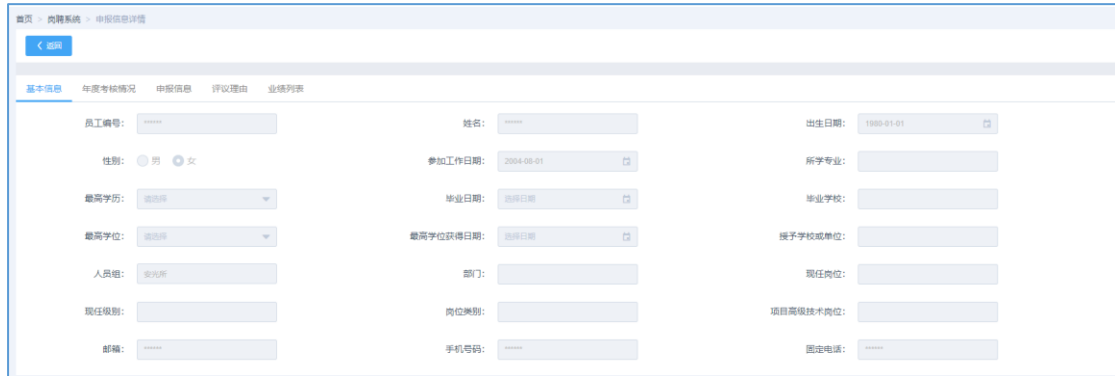 首页 > 岗聘系统 > 申报信息详情
< 返回
基本信息 年度考核情况 申报信息 评议理由 业绩列表
员工编号: ****** 姓名: ****** 出生日期: 1980-01-01
性别: 男 女 参加工作日期: 2004-08-01 所学专业:
最高学历: 请选择 毕业日期: 选择日期 毕业学校:
最高学位: 请选择 最高学位获得日期: 选择日期 授予学校或单位:
人员组: 安光所 部门: 现任岗位:
现任级别: 岗位类别: 项目高级技术岗位:
邮箱: ****** 手机号码: ****** 固定电话: ******